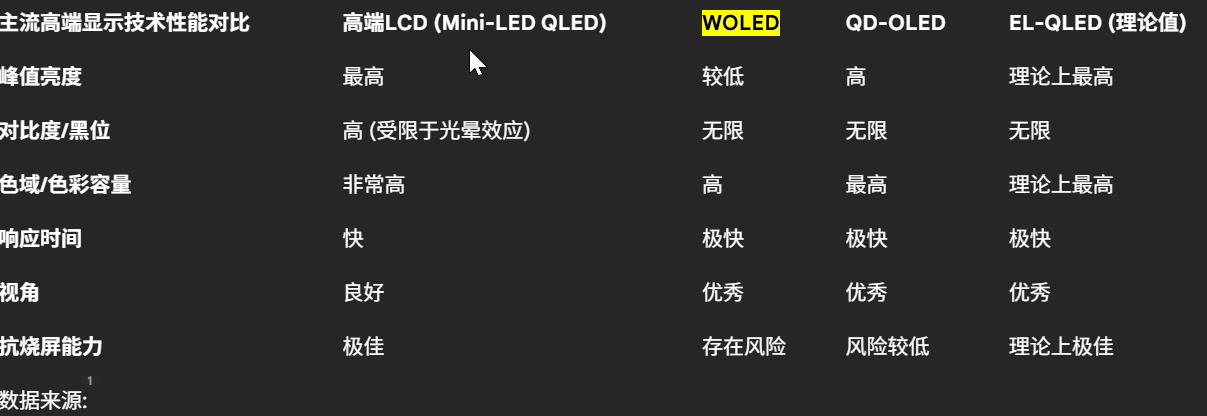 主流高端显示技术性能对比 高端LCD (Mini-LED QLED) WOLED QD-OLED EL-QLED (理论值)
峰值亮度 最高 较低 高 理论上最高
对比度/黑位 高 (受限于光晕效应) 无限 无限 无限
色域/色彩容量 非常高 高 最高 理论上最高
响应时间 快 极快 极快 极快
视角 良好 优秀 优秀 优秀
抗烧屏能力 极佳 存在风险 风险较低 理论上极佳
1
数据来源: